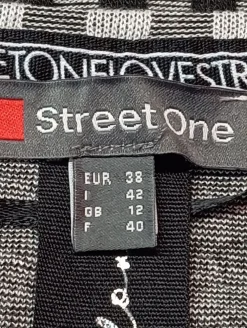 ETONELOVESTR
Street One
EUR 38
I 42
GB 12
F 40